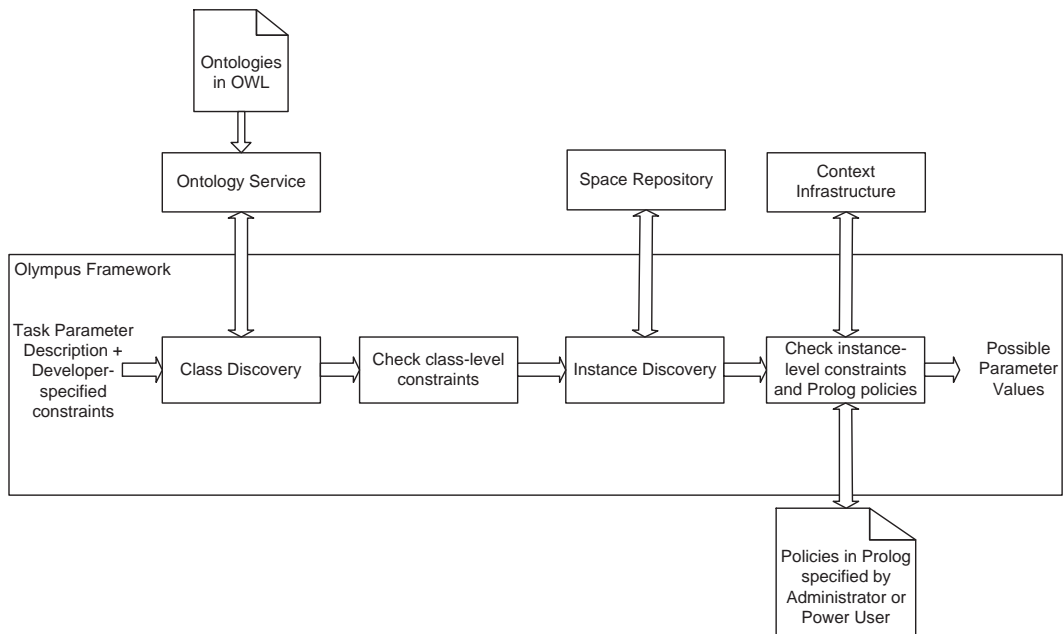 Ontologies
in OWL
Ontology Service
Space Repository
Context
Infrastructure
Olympus Framework
Task Parameter
Description +
Developer-
specified
constraints
Class Discovery
Check class-level
constraints
Instance Discovery
Check instance-
level constraints
and Prolog policies
Possible
Parameter
Values
Policies in Prolog
specified by
Administrator or
Power User